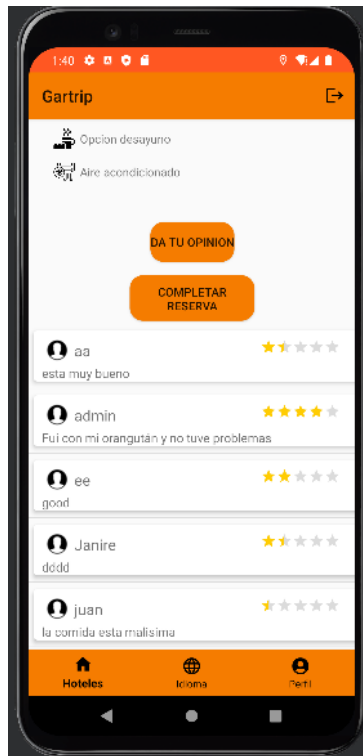 1:40
Gartrip
Opcion desayuno
Aire acondicionado
DA TU OPINION
COMPLETAR
RESERVA
aa
esta muy bueno
admin
Fui con mi orangután y no tuve problemas
ee
good
Janire
dddd
juan
la comida esta malisima
Hoteles
Idioma
Perfil